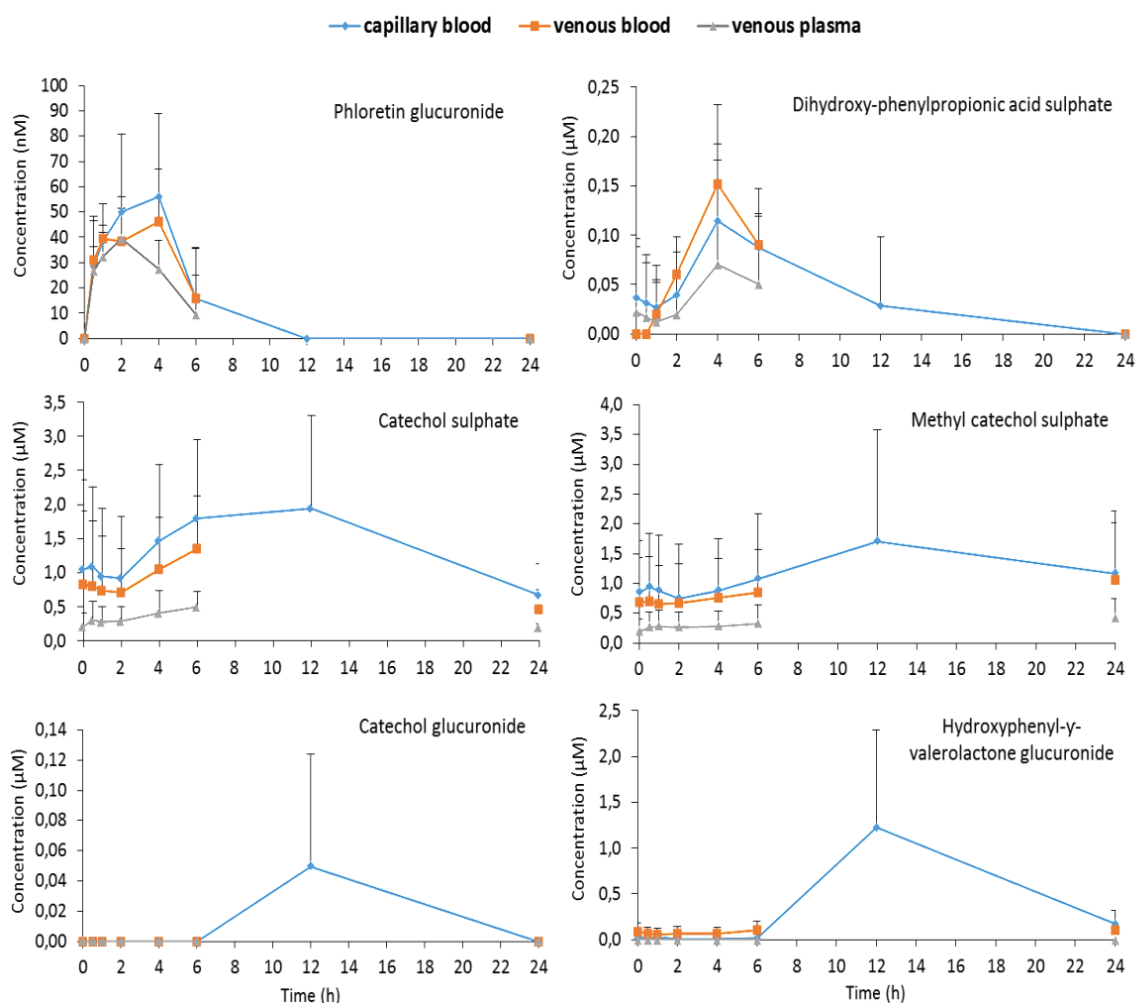 capillary blood venous blood venous plasma
Phloretin glucuronide
Concentration (nM)
100
90
80
70
60
50
40
30
20
10
0
0 2 4 6 8 10 12 14 16 18 20 22 24
Dihydroxy-phenylpropionic acid sulphate
Concentration (µM)
0,25
0,20
0,15
0,10
0,05
0,00
0 2 4 6 8 10 12 14 16 18 20 22 24
Catechol sulphate
Concentration (µM)
3,5
3,0
2,5
2,0
1,5
1,0
0,5
0,0
0 2 4 6 8 10 12 14 16 18 20 22 24
Methyl catechol sulphate
Concentration (µM)
4,0
3,5
3,0
2,5
2,0
1,5
1,0
0,5
0,0
0 2 4 6 8 10 12 14 16 18 20 22 24
Catechol glucuronide
Concentration (µM)
0,14
0,12
0,10
0,08
0,06
0,04
0,02
0,00
0 2 4 6 8 10 12 14 16 18 20 22 24
Time (h)
Hydroxyphenyl-γ-
valerolactone glucuronide
Concentration (µM)
2,5
2,0
1,5
1,0
0,5
0,0
0 2 4 6 8 10 12 14 16 18 20 22 24
Time (h)